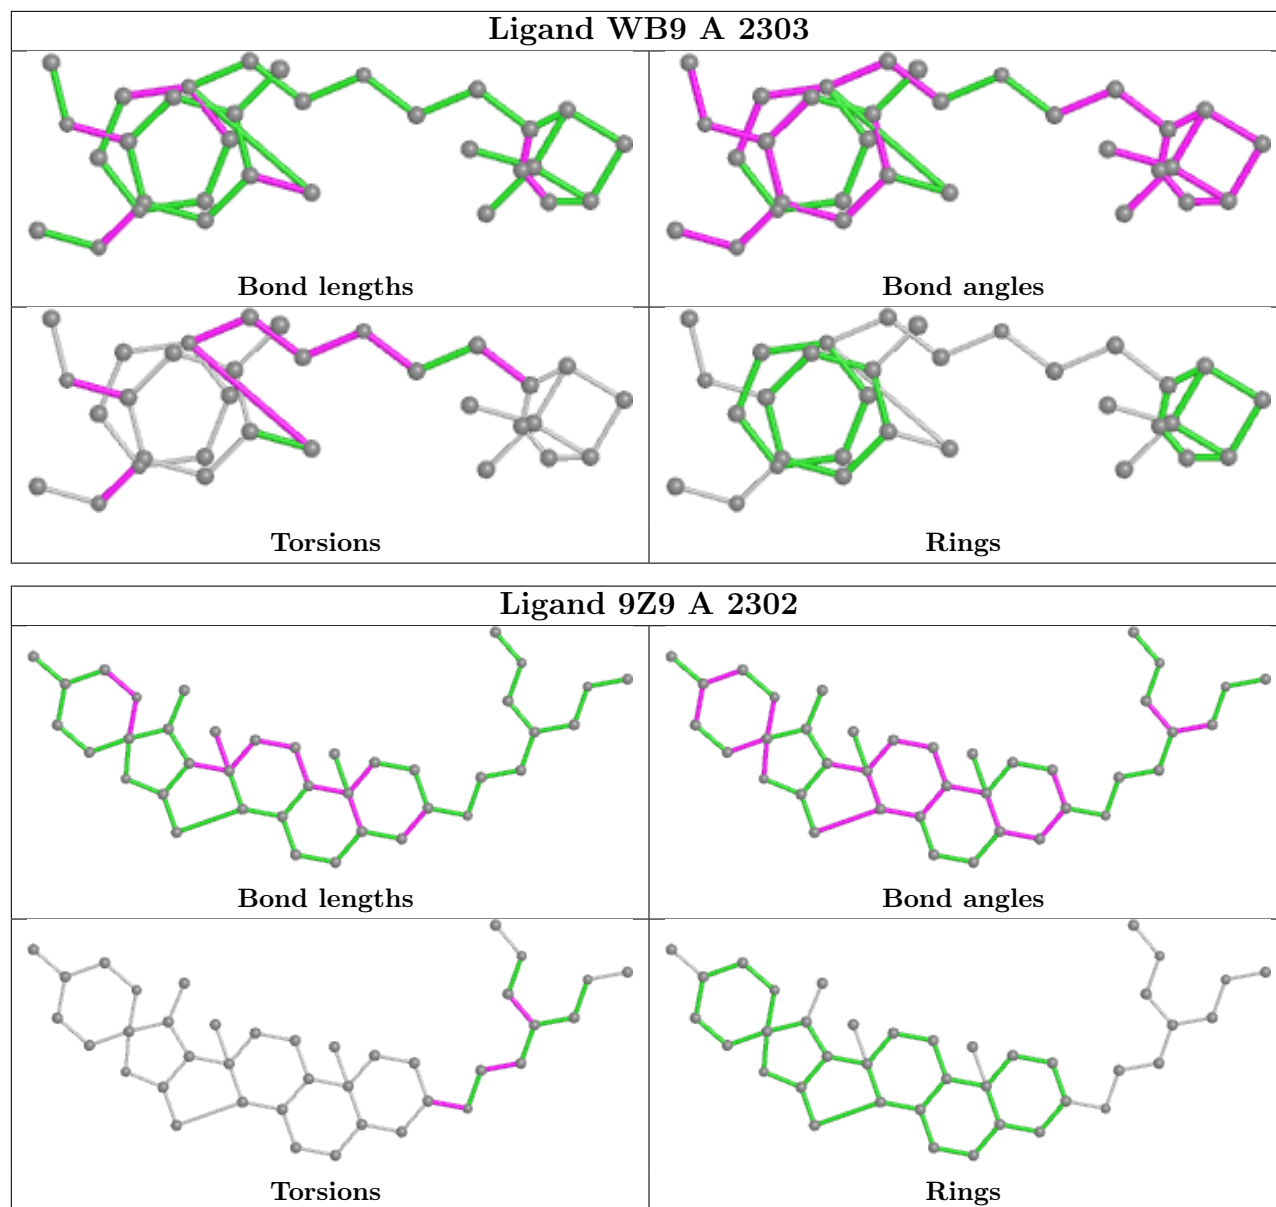 Ligand WB9 A 2303
Bond lengths
Bond angles
Torsions
Rings
Ligand 9Z9 A 2302
Bond lengths
Bond angles
Torsions
Rings